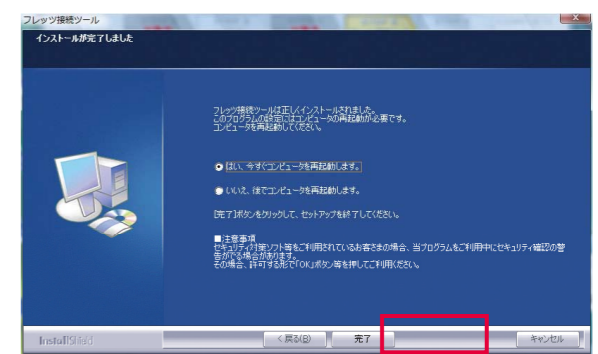 フレッツ接続ツール
インストールが完了しました
フレッツ接続ツールは正しくインストールされました。
このプログラムの設定にはコンピュータの再起動が必要です。
コンピュータを再起動してください。
はい、今すぐコンピュータを再起動します。
いいえ、後でコンピュータを再起動します。
[完了]ボタンをクリックして、セットアップを終了してください。
■注意事項
セキュリティ対策ソフト等をご利用されているお客さまの場合、当プログラムをご利用中にセキュリティ確認の警
告がでる場合があります。
その場合、許可する形で「OK」ボタン等を押してご利用ください。
InstallShield
< 戻る(B)
完了
キャンセル